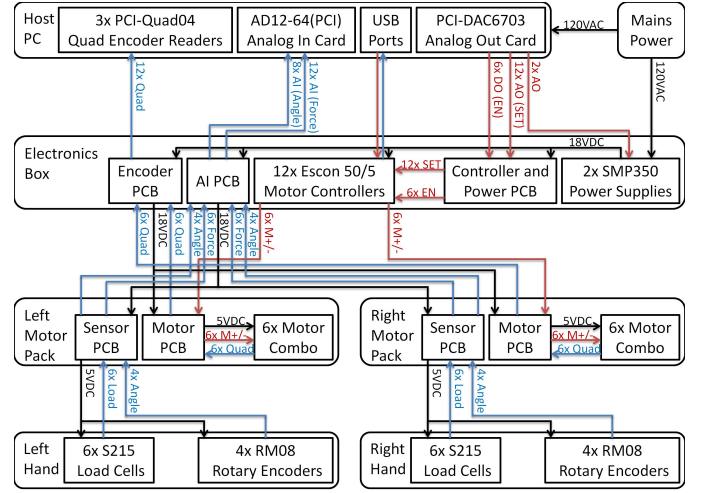 Host
PC
3x PCI-Quad04
Quad Encoder Readers
AD12-64(PCI)
Analog In Card
USB
Ports
PCI-DAC6703
Analog Out Card
120VAC
Mains
Power
12x Quad
8x AI (Angle)
12x AI (Force)
6x DO (EN)
12x AO (SET)
2x AO
120VAC
18VDC
Electronics
Box
Encoder
PCB
AI PCB
12x Escon 50/5
Motor Controllers
12x SET
6x EN
Controller and
Power PCB
2x SMP350
Power Supplies
6x Quad
18VDC
6x Quad
4x Angle
6x Force
18VDC
6x Force
4x Angle
6x M+/-
6x M+/-
Left
Motor
Pack
Sensor
PCB
Motor
PCB
5VDC
6x M+/-
6x Quad
6x Motor
Combo
Right
Motor
Pack
Sensor
PCB
Motor
PCB
5VDC
6x M+/-
6x Quad
6x Motor
Combo
5VDC
6x Load
4x Angle
5VDC
6x Load
4x Angle
Left
Hand
6x S215
Load Cells
4x RM08
Rotary Encoders
Right
Hand
6x S215
Load Cells
4x RM08
Rotary Encoders